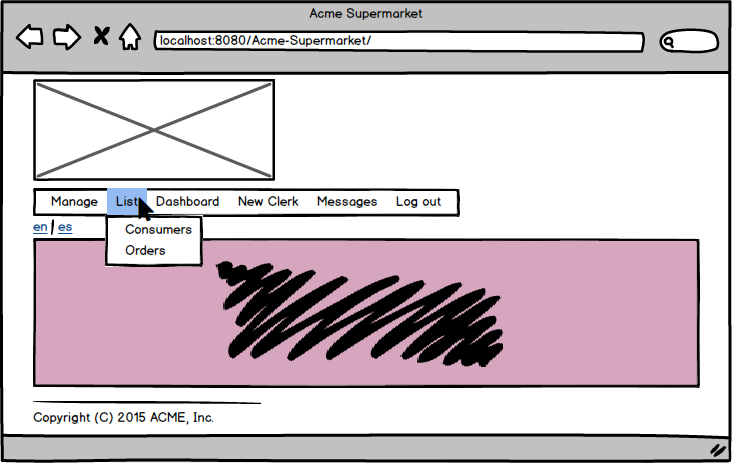 Acme Supermarket
localhost:8080/Acme-Supermarket/
Manage List Dashboard New Clerk Messages Log out
en | es
Consumers
Orders
Copyright (C) 2015 ACME, Inc.